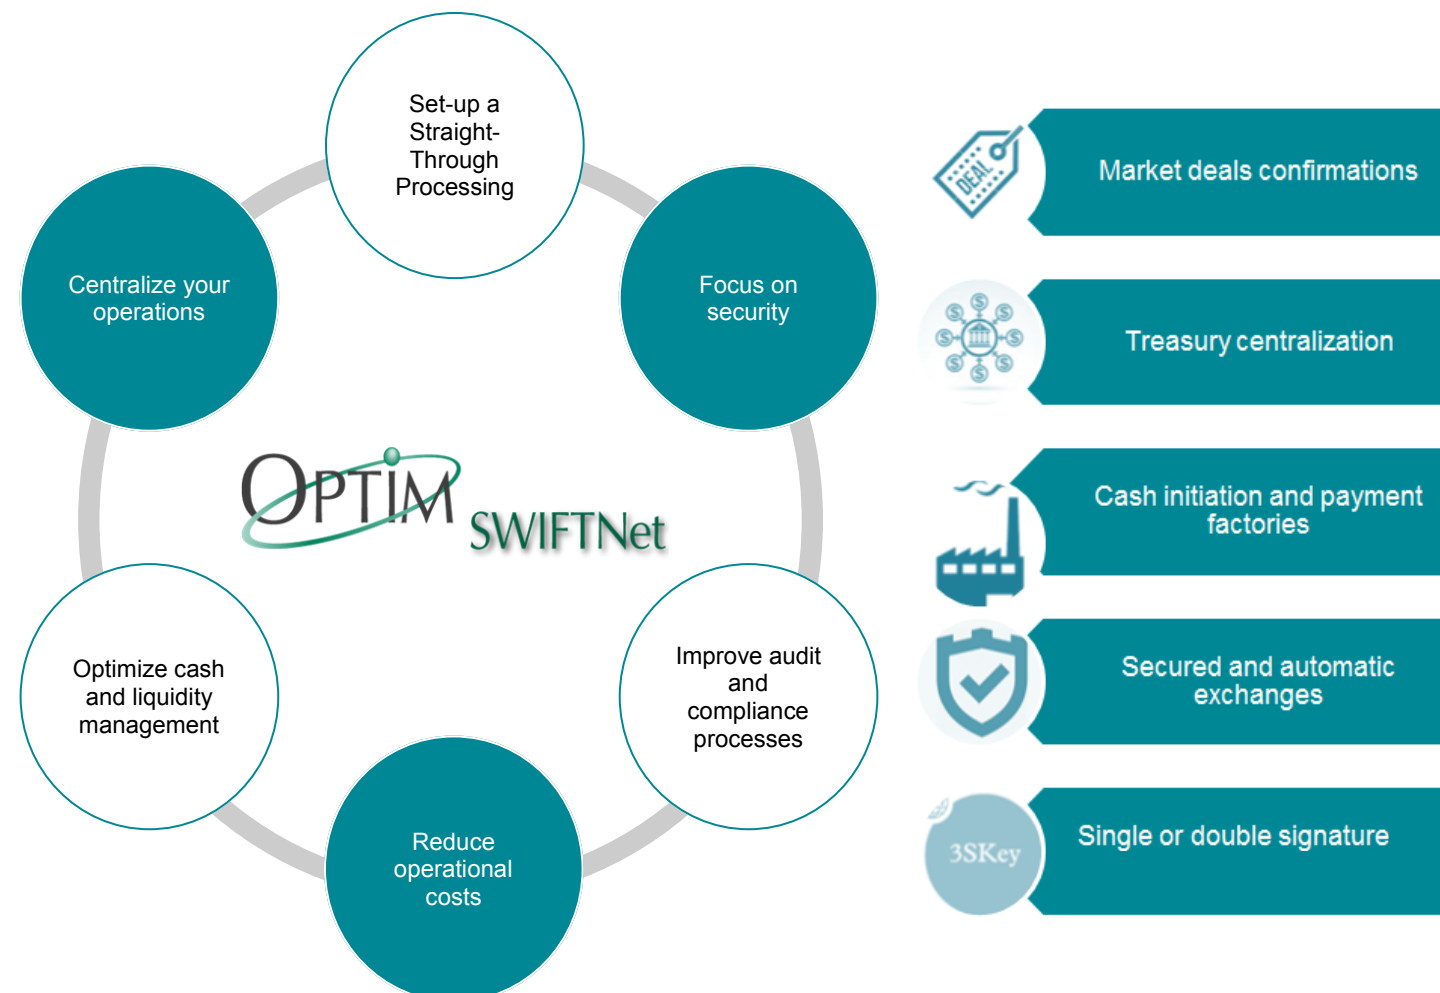 Set-up a
Straight-
Through
Processing
Centralize your
operations
Focus on
security
OPTIM
SWIFTNet
Optimize cash
and liquidity
management
Improve audit
and
compliance
processes
Reduce
operational
costs
DEAL
Market deals confirmations
Treasury centralization
Cash initiation and payment
factories
Secured and automatic
exchanges
3SKey
Single or double signature